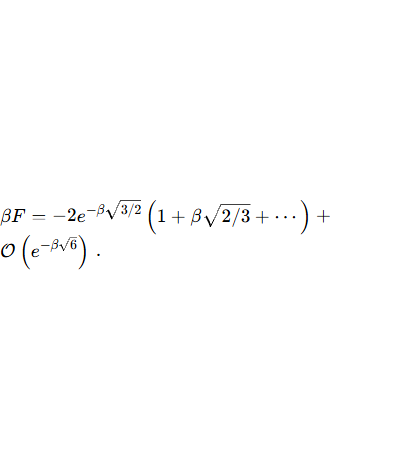 βF = −2e^{−β√(3/2)} (1 + β√(2/3) + ⋯) +
𝒪 (e^{−β√6}) .